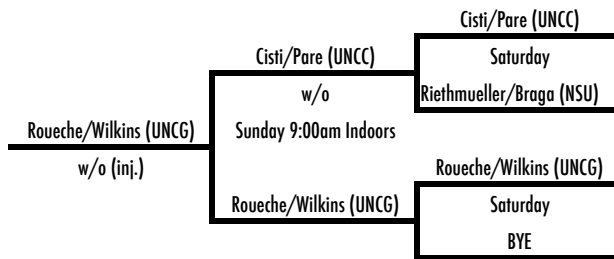 Cisti/Pare (UNCC)
Cisti/Pare (UNCC)
Saturday
w/o
Riethmueller/Braga (NSU)
Roueche/Wilkins (UNCG)
Sunday 9:00am Indoors
w/o (inj.)
Roueche/Wilkins (UNCG)
Roueche/Wilkins (UNCG)
Saturday
BYE